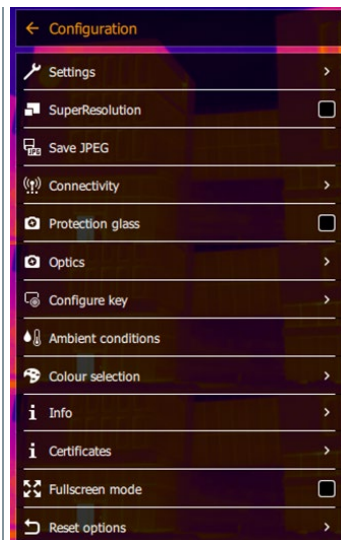 Configuration
Settings
SuperResolution
JPEG Save JPEG
Connectivity
Protection glass
Optics
Configure key
Ambient conditions
Colour selection
i Info
i Certificates
Fullscreen mode
Reset options